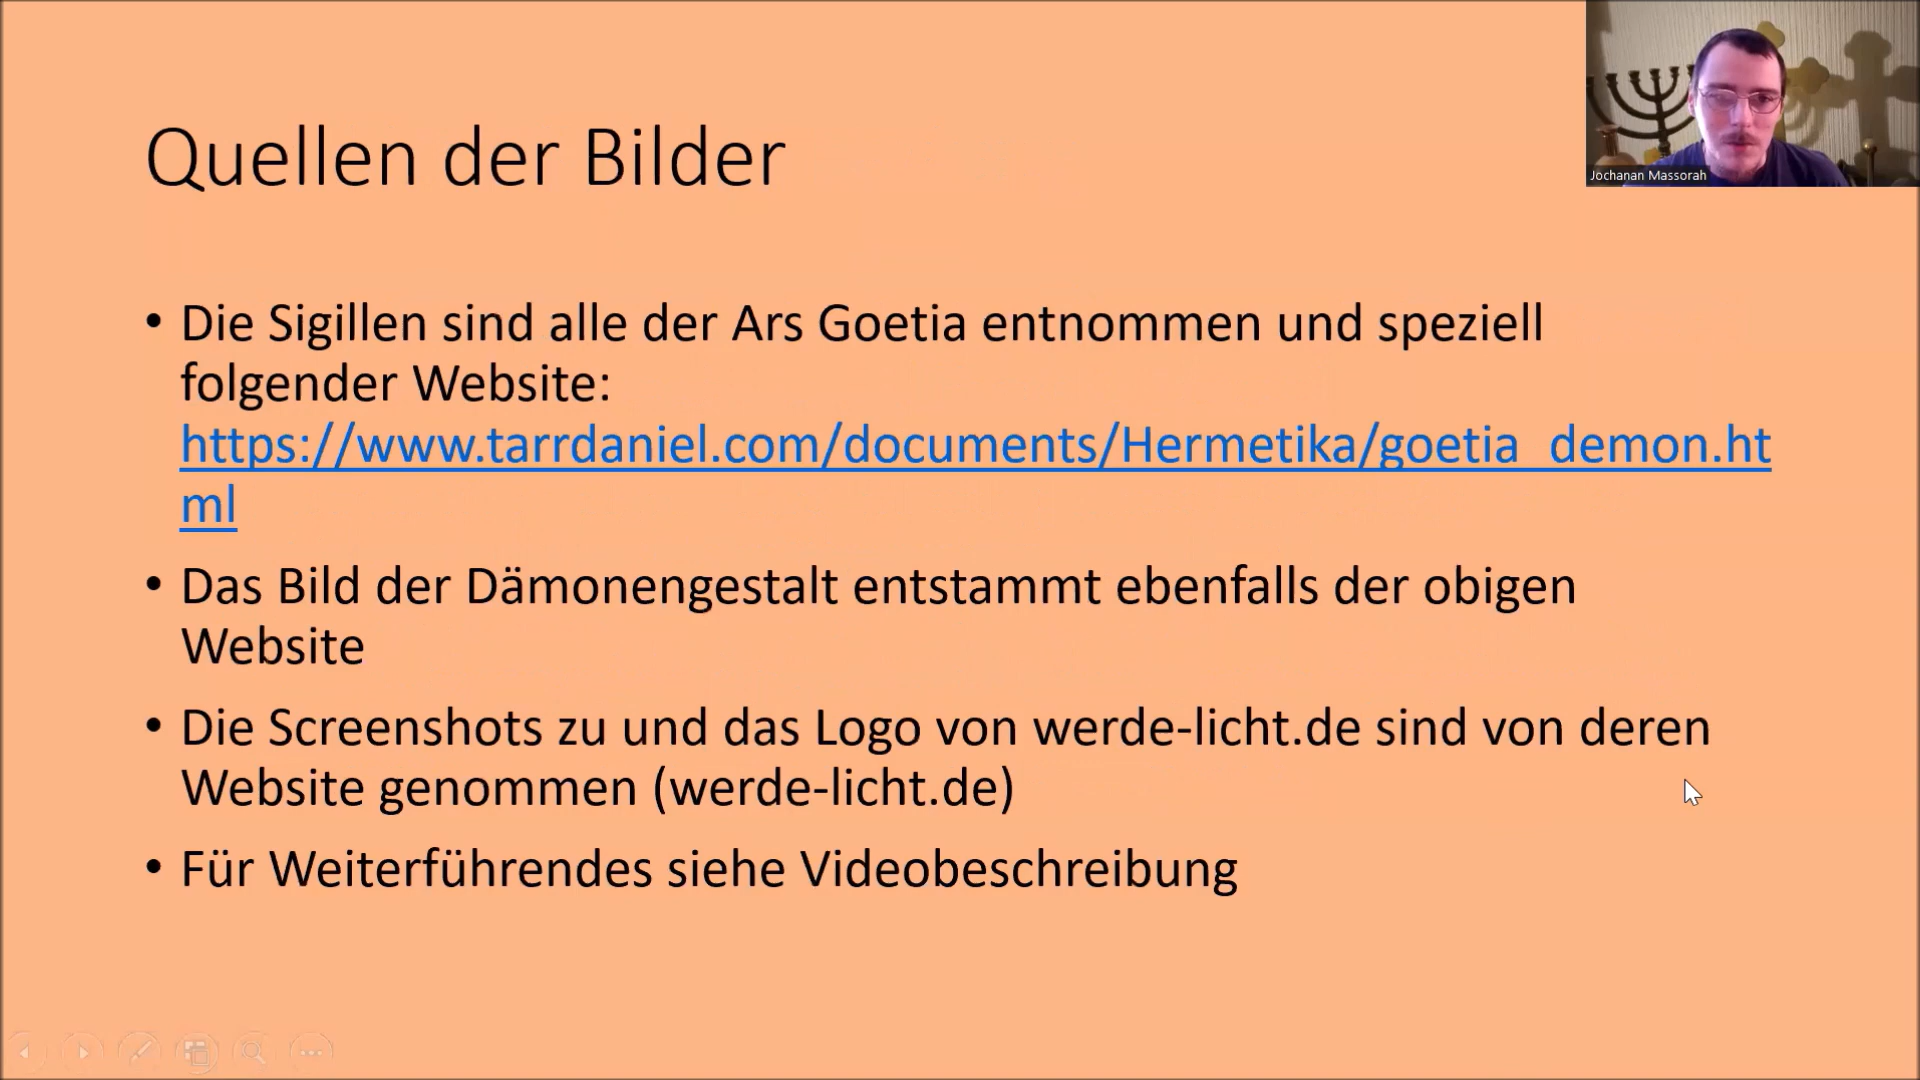 Quellen der Bilder
Jochanan Massorah
• Die Sigillen sind alle der Ars Goetia entnommen und speziell
folgender Website:
https://www.tarrdaniel.com/documents/Hermetika/goetia_demon.ht
ml
• Das Bild der Dämonengestalt entstammt ebenfalls der obigen
Website
• Die Screenshots zu und das Logo von werde-licht.de sind von deren
Website genommen (werde-licht.de)
• Für Weiterführendes siehe Videobeschreibung